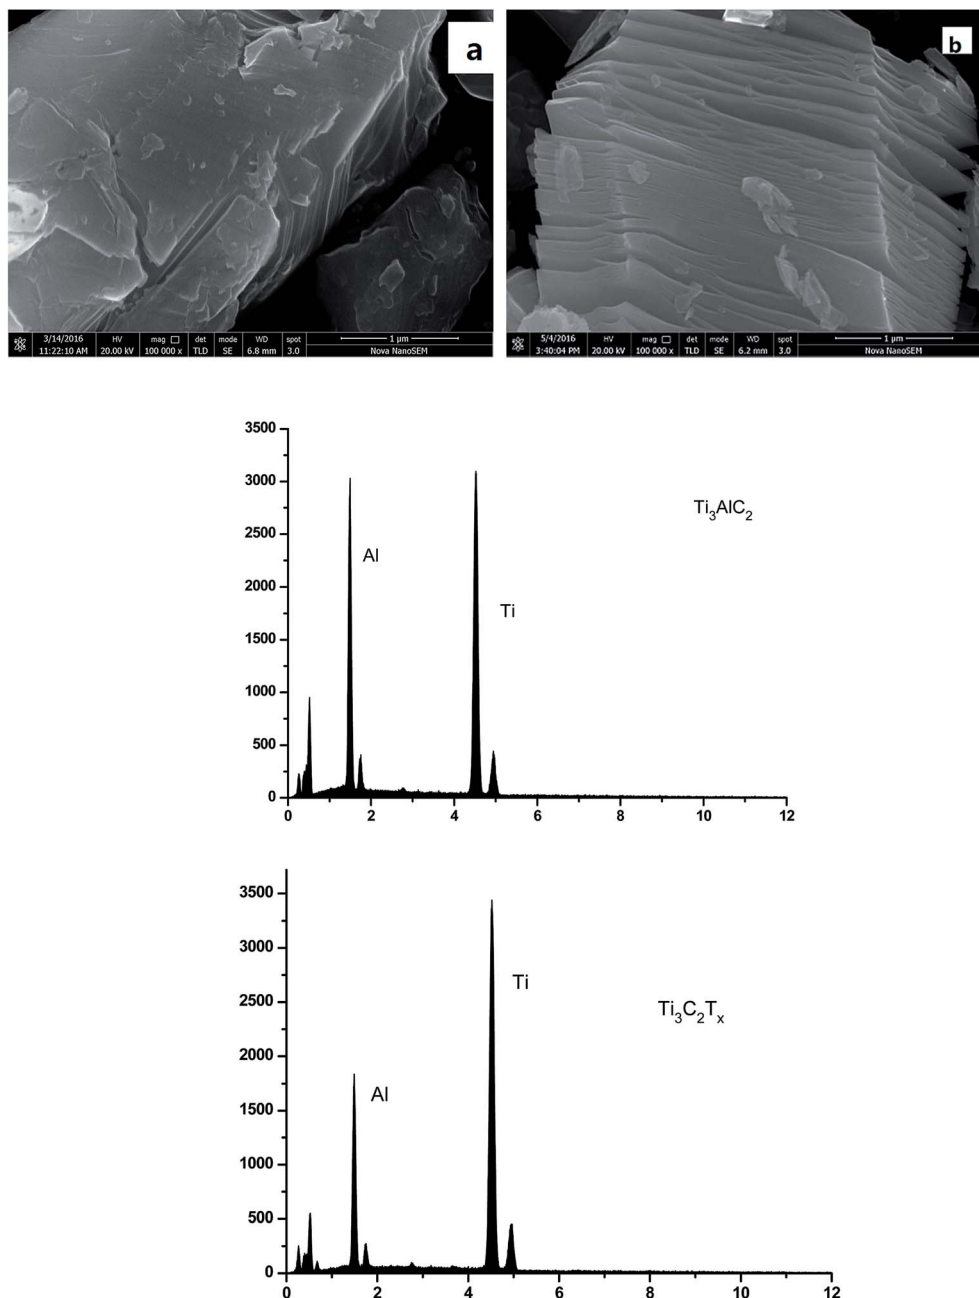 a
b
3/14/2016 HV mag det mode WD spot 1 µm
11:22:10 AM 20.00 kV 100 000 x TLD SE 6.8 mm 3.0 Nova NanoSEM
5/4/2016 HV mag det mode WD spot 1 µm
3:40:04 PM 20.00 kV 100 000 x TLD SE 6.2 mm 3.0 Nova NanoSEM
3500
3000
Ti₃AlC₂
2500
Al
2000
Ti
1500
1000
500
0
0 2 4 6 8 10 12
3500
3000
Ti
2500
Ti₃C₂Tₓ
2000
Al
1500
1000
500
0
0 2 4 6 8 10 12